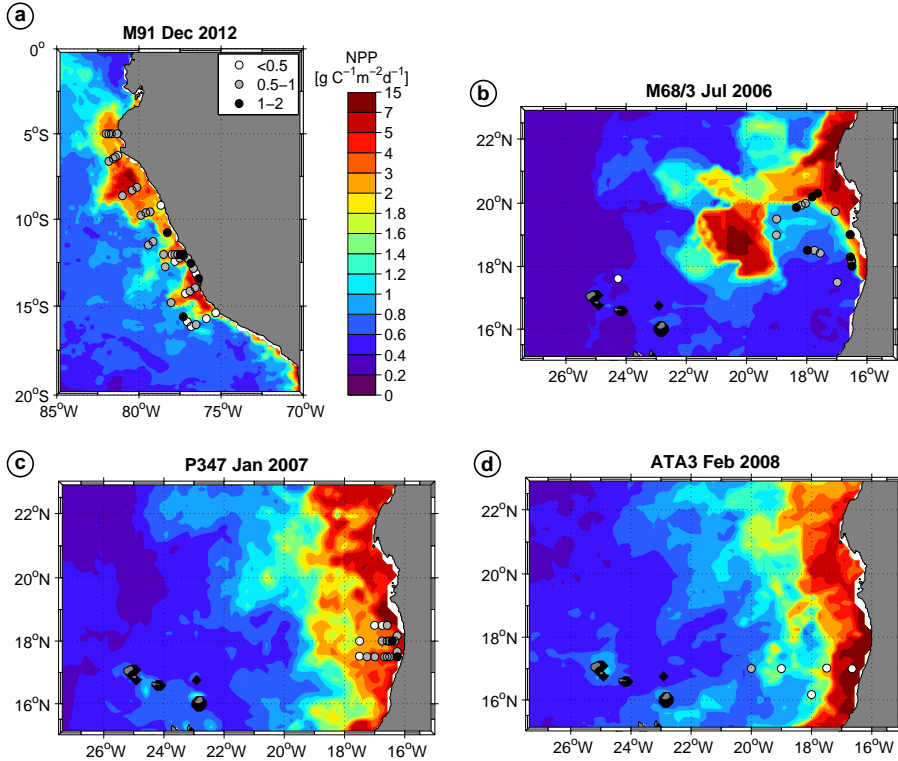 a
M91 Dec 2012
0°
5°S
10°S
15°S
20°S
85°W
80°W
75°W
70°W
<0.5
0.5−1
1−2
NPP
[g C⁻¹m⁻²d⁻¹]
15
7
5
4
3
2
1.8
1.6
1.4
1.2
1
0.8
0.6
0.4
0.2
0
b
M68/3 Jul 2006
22°N
20°N
18°N
16°N
26°W
24°W
22°W
20°W
18°W
16°W
c
P347 Jan 2007
22°N
20°N
18°N
16°N
26°W
24°W
22°W
20°W
18°W
16°W
d
ATA3 Feb 2008
22°N
20°N
18°N
16°N
26°W
24°W
22°W
20°W
18°W
16°W